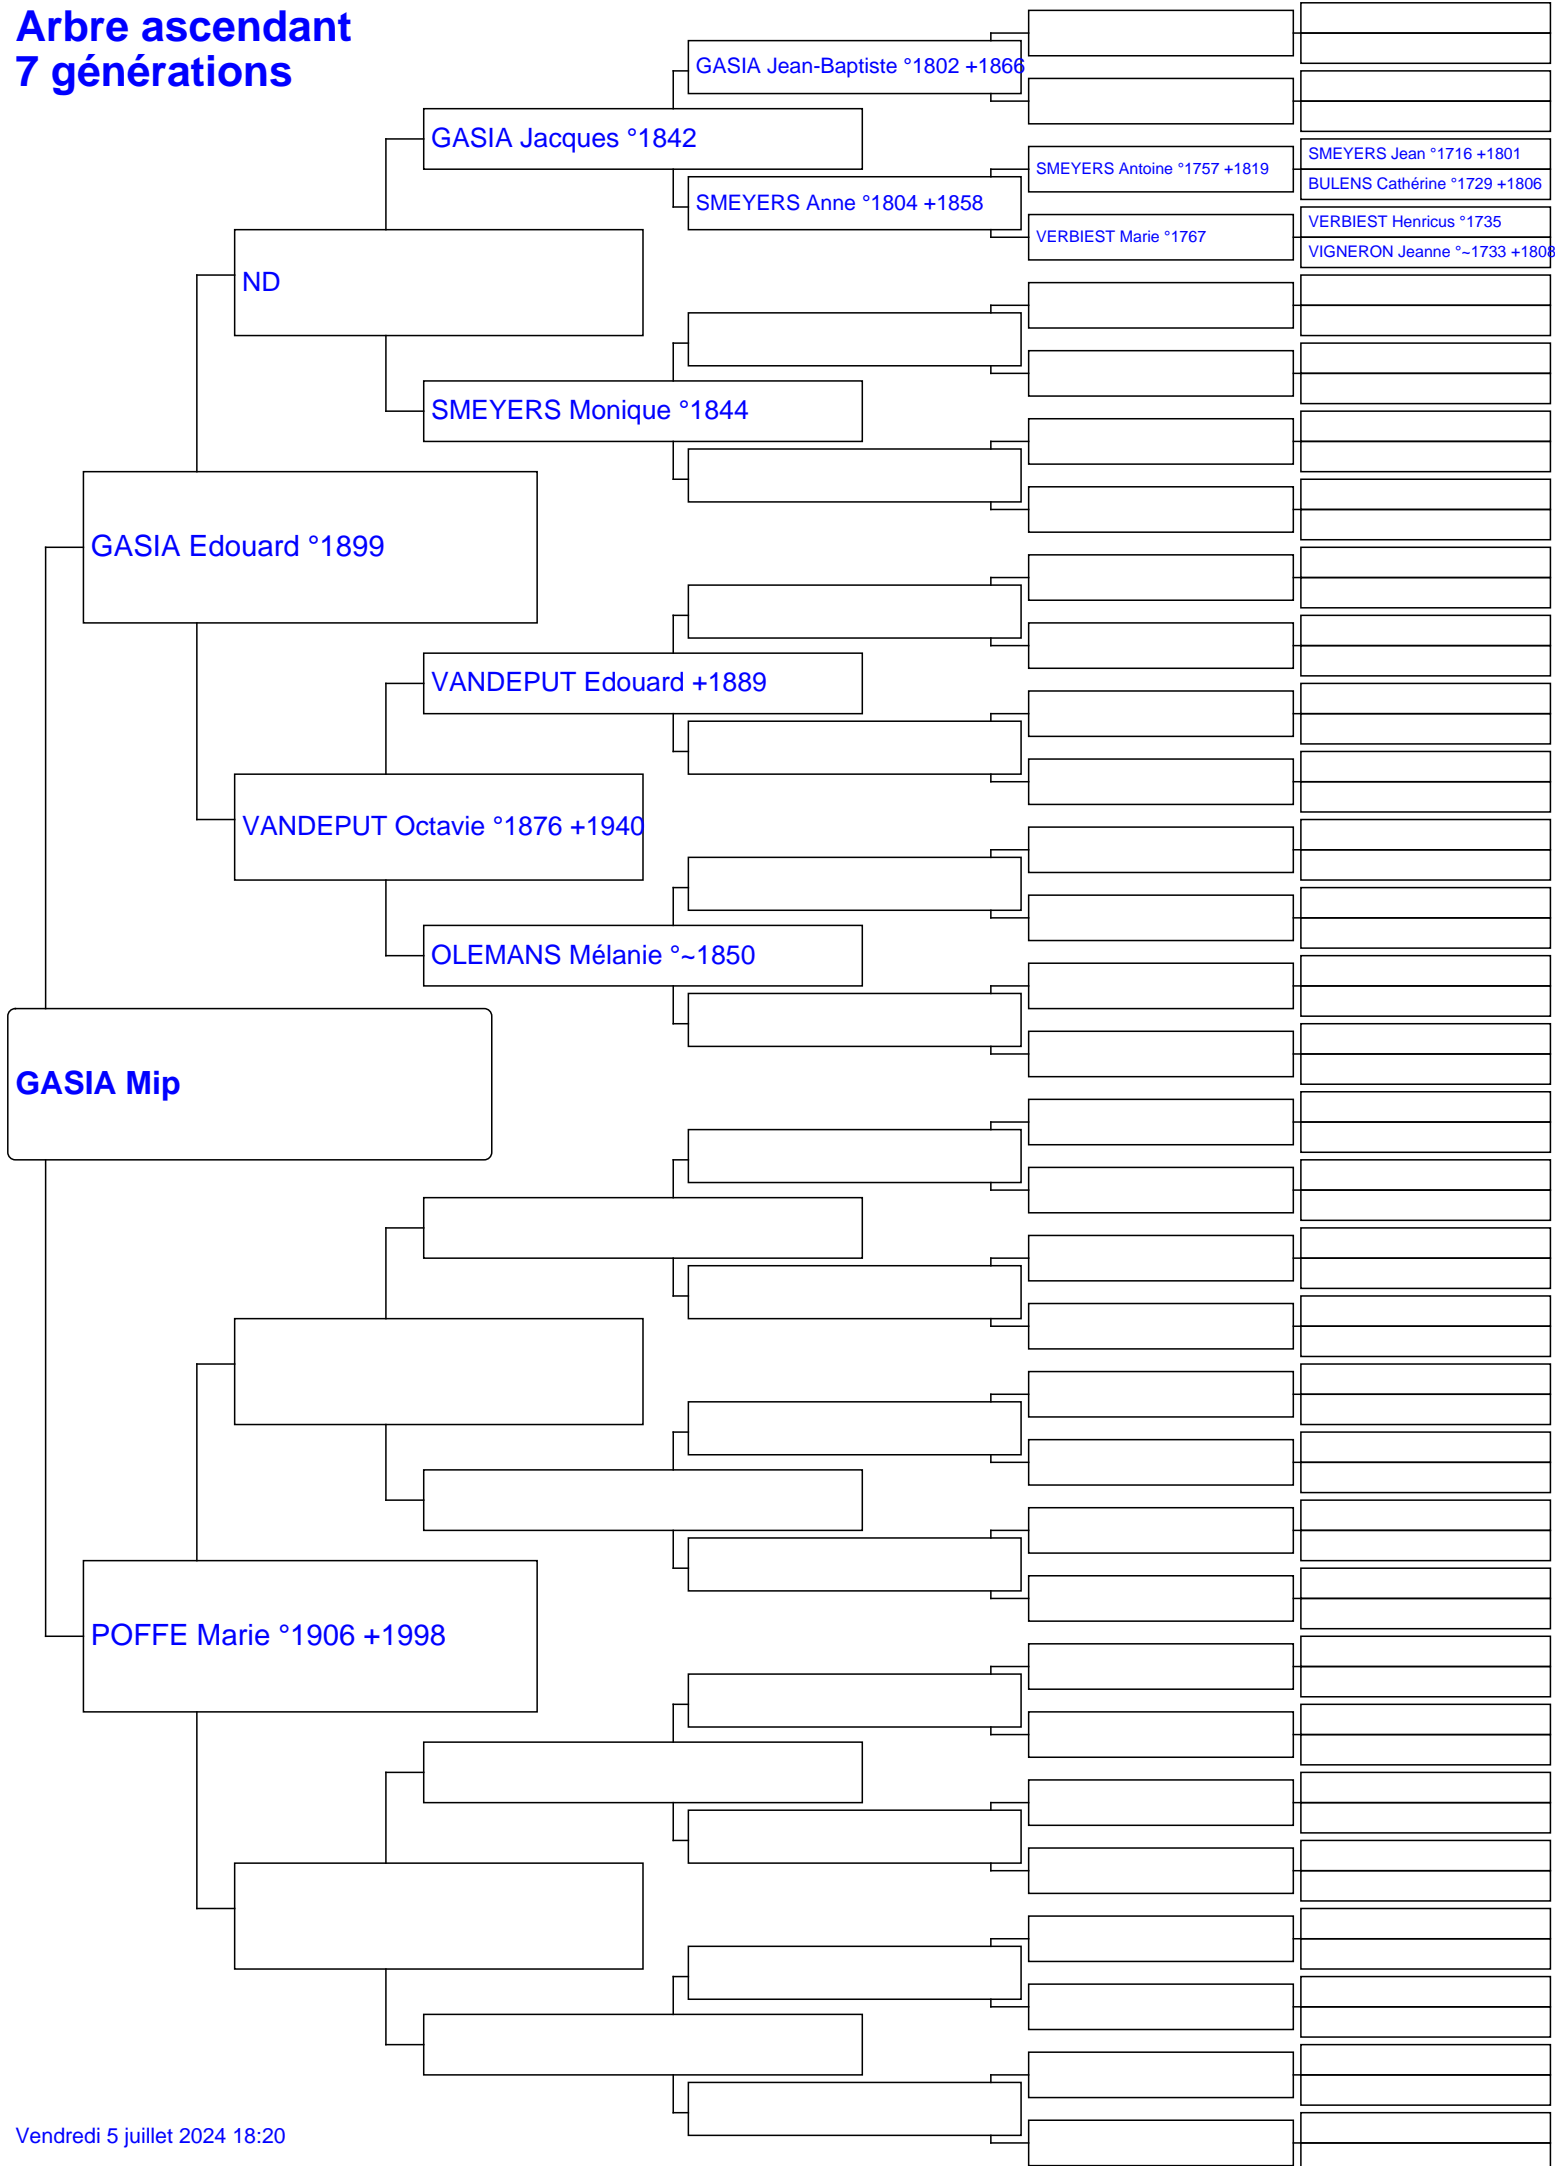 Arbre ascendant
7 générations
GASIA Jean-Baptiste °1802 +1866
GASIA Jacques °1842
SMEYERS Jean °1716 +1801
SMEYERS Antoine °1757 +1819
BULENS Cathérine °1729 +1806
SMEYERS Anne °1804 +1858
VERBIEST Henricus °1735
VERBIEST Marie °1767
VIGNERON Jeanne °~1733 +1808
ND
SMEYERS Monique °1844
GASIA Edouard °1899
VANDEPUT Edouard +1889
VANDEPUT Octavie °1876 +1940
OLEMANS Mélanie °~1850
GASIA Mip
POFFE Marie °1906 +1998
Vendredi 5 juillet 2024 18:20